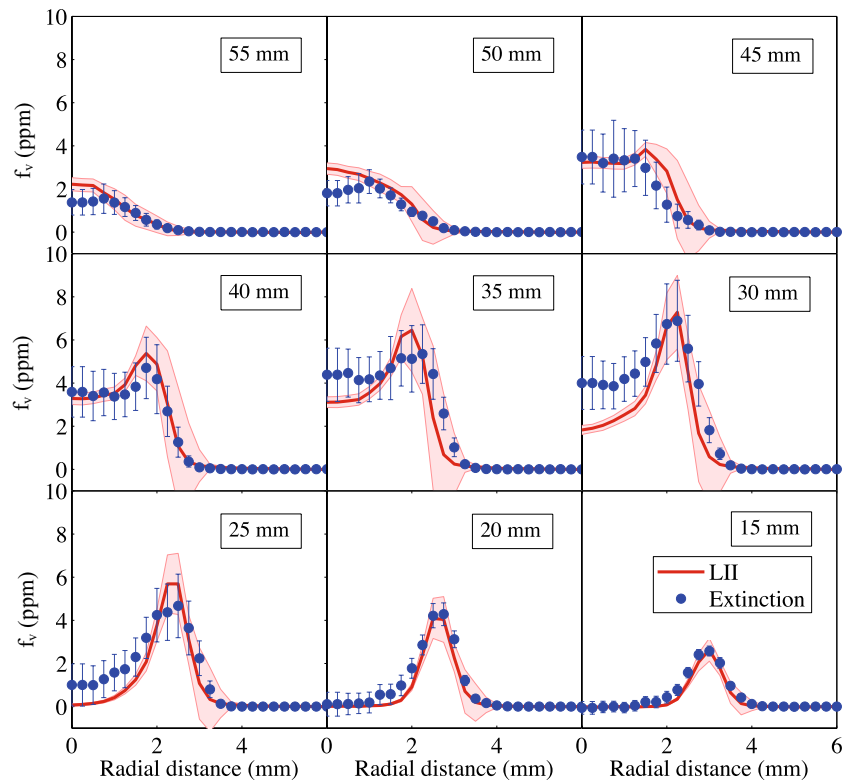 10
8
6
4
2
0
f_v (ppm)
55 mm
50 mm
45 mm
10
8
6
4
2
0
f_v (ppm)
40 mm
35 mm
30 mm
10
8
6
4
2
0
f_v (ppm)
25 mm
20 mm
15 mm
LII
Extinction
0 2 4 0 2 4 0 2 4 6
Radial distance (mm) Radial distance (mm) Radial distance (mm)